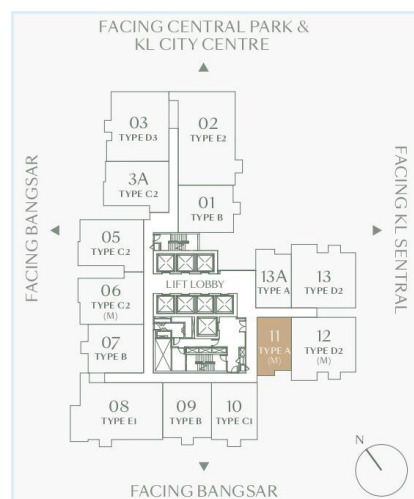 FACING CENTRAL PARK &
KL CITY CENTRE
03
TYPE D3
02
TYPE E2
3A
TYPE C2
01
TYPE B
FACING BANGSAR
FACING KL SENTRAL
05
TYPE C2
LIFT LOBBY
13A
TYPE A
13
TYPE D2
06
TYPE C2
(M)
07
TYPE B
11
TYPE A
(M)
12
TYPE D2
(M)
08
TYPE E1
09
TYPE B
10
TYPE C1
N
FACING BANGSAR